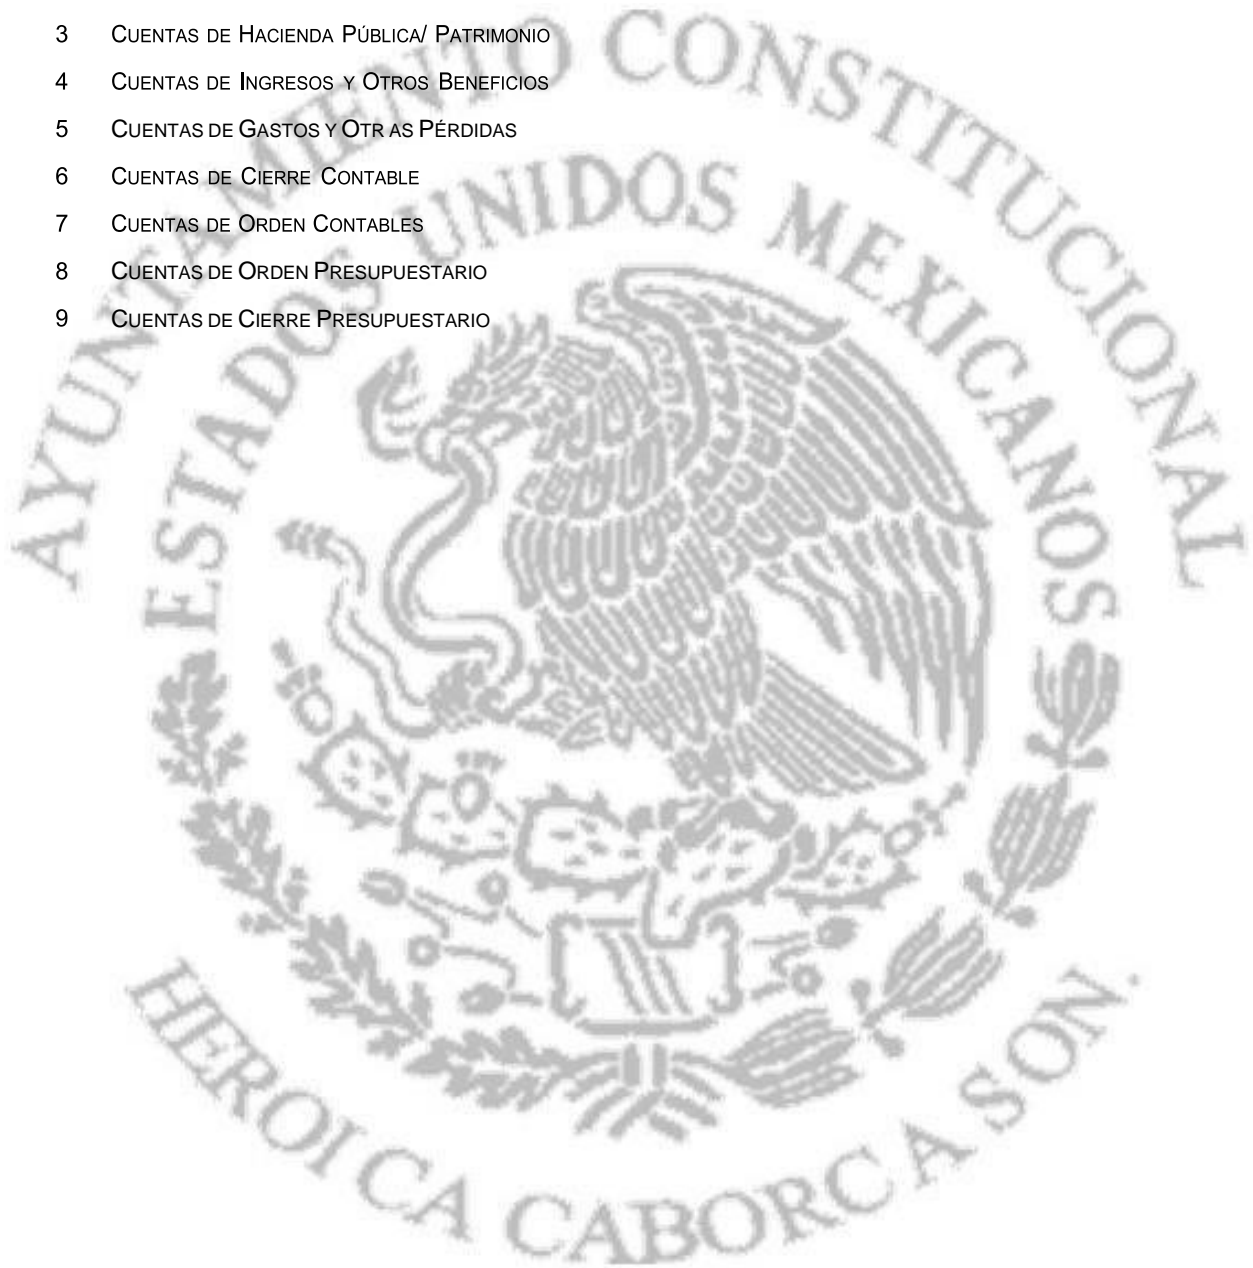 3 CUENTAS DE HACIENDA PÚBLICA/ PATRIMONIO
4 CUENTAS DE INGRESOS Y OTROS BENEFICIOS
5 CUENTAS DE GASTOS Y OTR AS PÉRDIDAS
6 CUENTAS DE CIERRE CONTABLE
7 CUENTAS DE ORDEN CONTABLES
8 CUENTAS DE ORDEN PRESUPUESTARIO
9 CUENTAS DE CIERRE PRESUPUESTARIO
AYUNTAMIENTO CONSTITUCIONAL
ESTADOS UNIDOS MEXICANOS
HEROICA CABORCA SON.